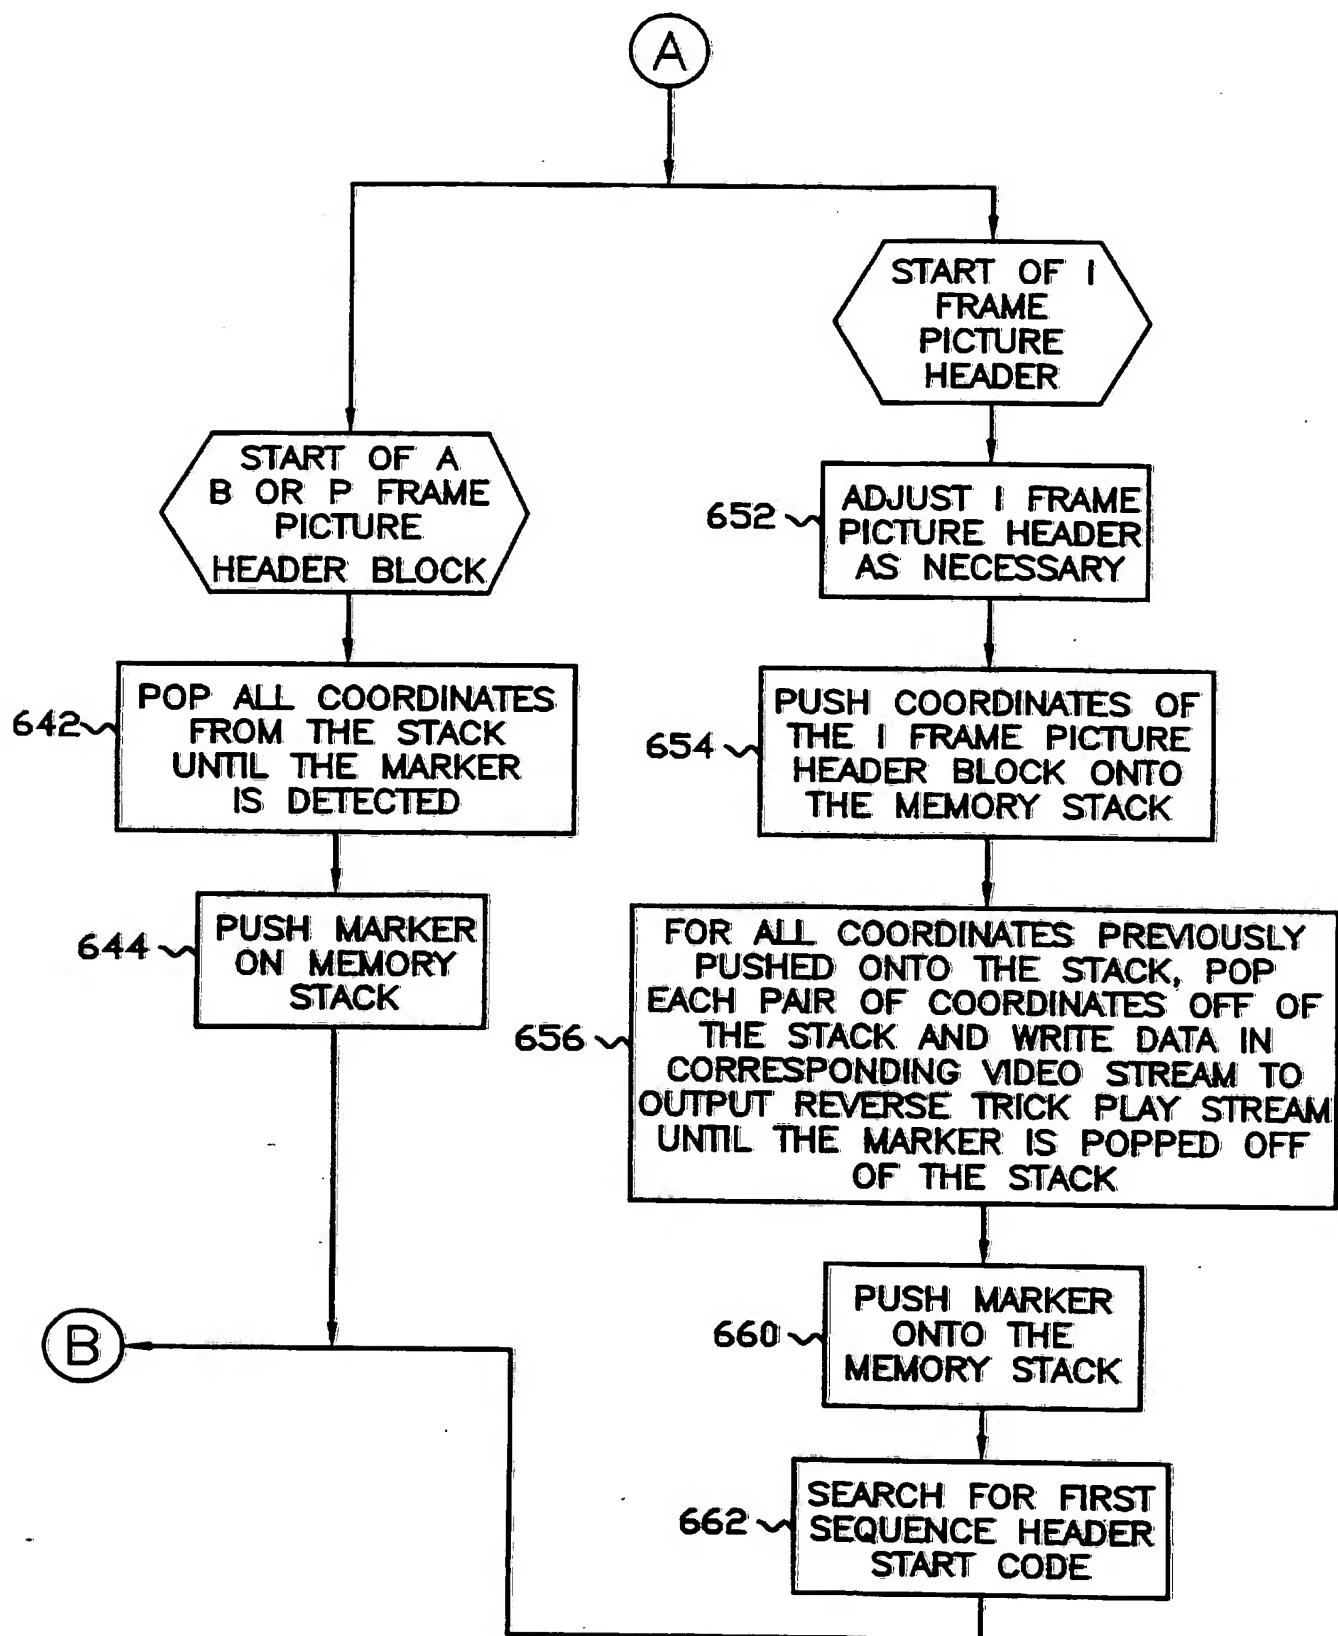 A
START OF I
FRAME
PICTURE
HEADER
START OF A
B OR P FRAME
PICTURE
HEADER BLOCK
652
ADJUST I FRAME
PICTURE HEADER
AS NECESSARY
642
POP ALL COORDINATES
FROM THE STACK
UNTIL THE MARKER
IS DETECTED
654
PUSH COORDINATES OF
THE I FRAME PICTURE
HEADER BLOCK ONTO
THE MEMORY STACK
644
PUSH MARKER
ON MEMORY
STACK
656
FOR ALL COORDINATES PREVIOUSLY
PUSHED ONTO THE STACK, POP
EACH PAIR OF COORDINATES OFF OF
THE STACK AND WRITE DATA IN
CORRESPONDING VIDEO STREAM TO
OUTPUT REVERSE TRICK PLAY STREAM
UNTIL THE MARKER IS POPPED OFF
OF THE STACK
B
660
PUSH MARKER
ONTO THE
MEMORY STACK
662
SEARCH FOR FIRST
SEQUENCE HEADER
START CODE